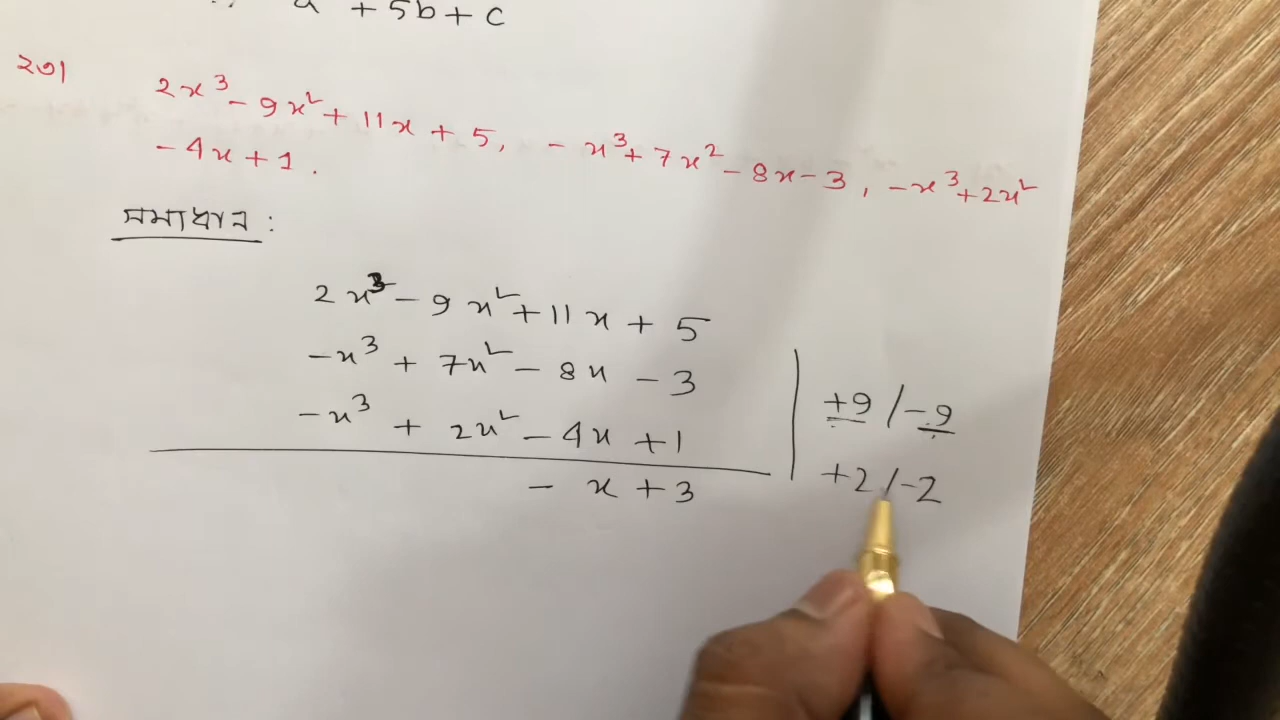 + 5b + c
২৩। 2x³ - 9x² + 11x + 5, - x³ + 7x² - 8x - 3, - x³ + 2x²
- 4x + 1.
সমাধান :
2x³ - 9x² + 11x + 5
-x³ + 7x² - 8x - 3
-x³ + 2x² - 4x + 1
- x + 3
+9 / -9
+2 / -2